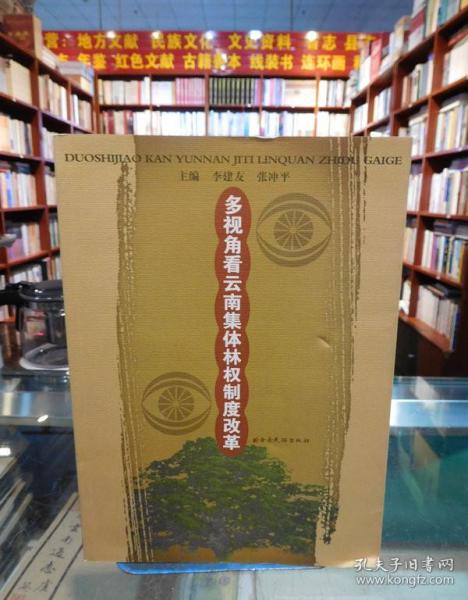 营：地方文献 民族文化 文史资料 省志 县
年鉴 红色文献 古籍善本 线装书 连环画
DUOSHIJIAO KAN YUNNAN JITI LINQUAN ZHIDU GAIGE
主编 李建友 张冲平
多视角看云南集体林权制度改革
孔夫子旧书网
www.kongfz.com